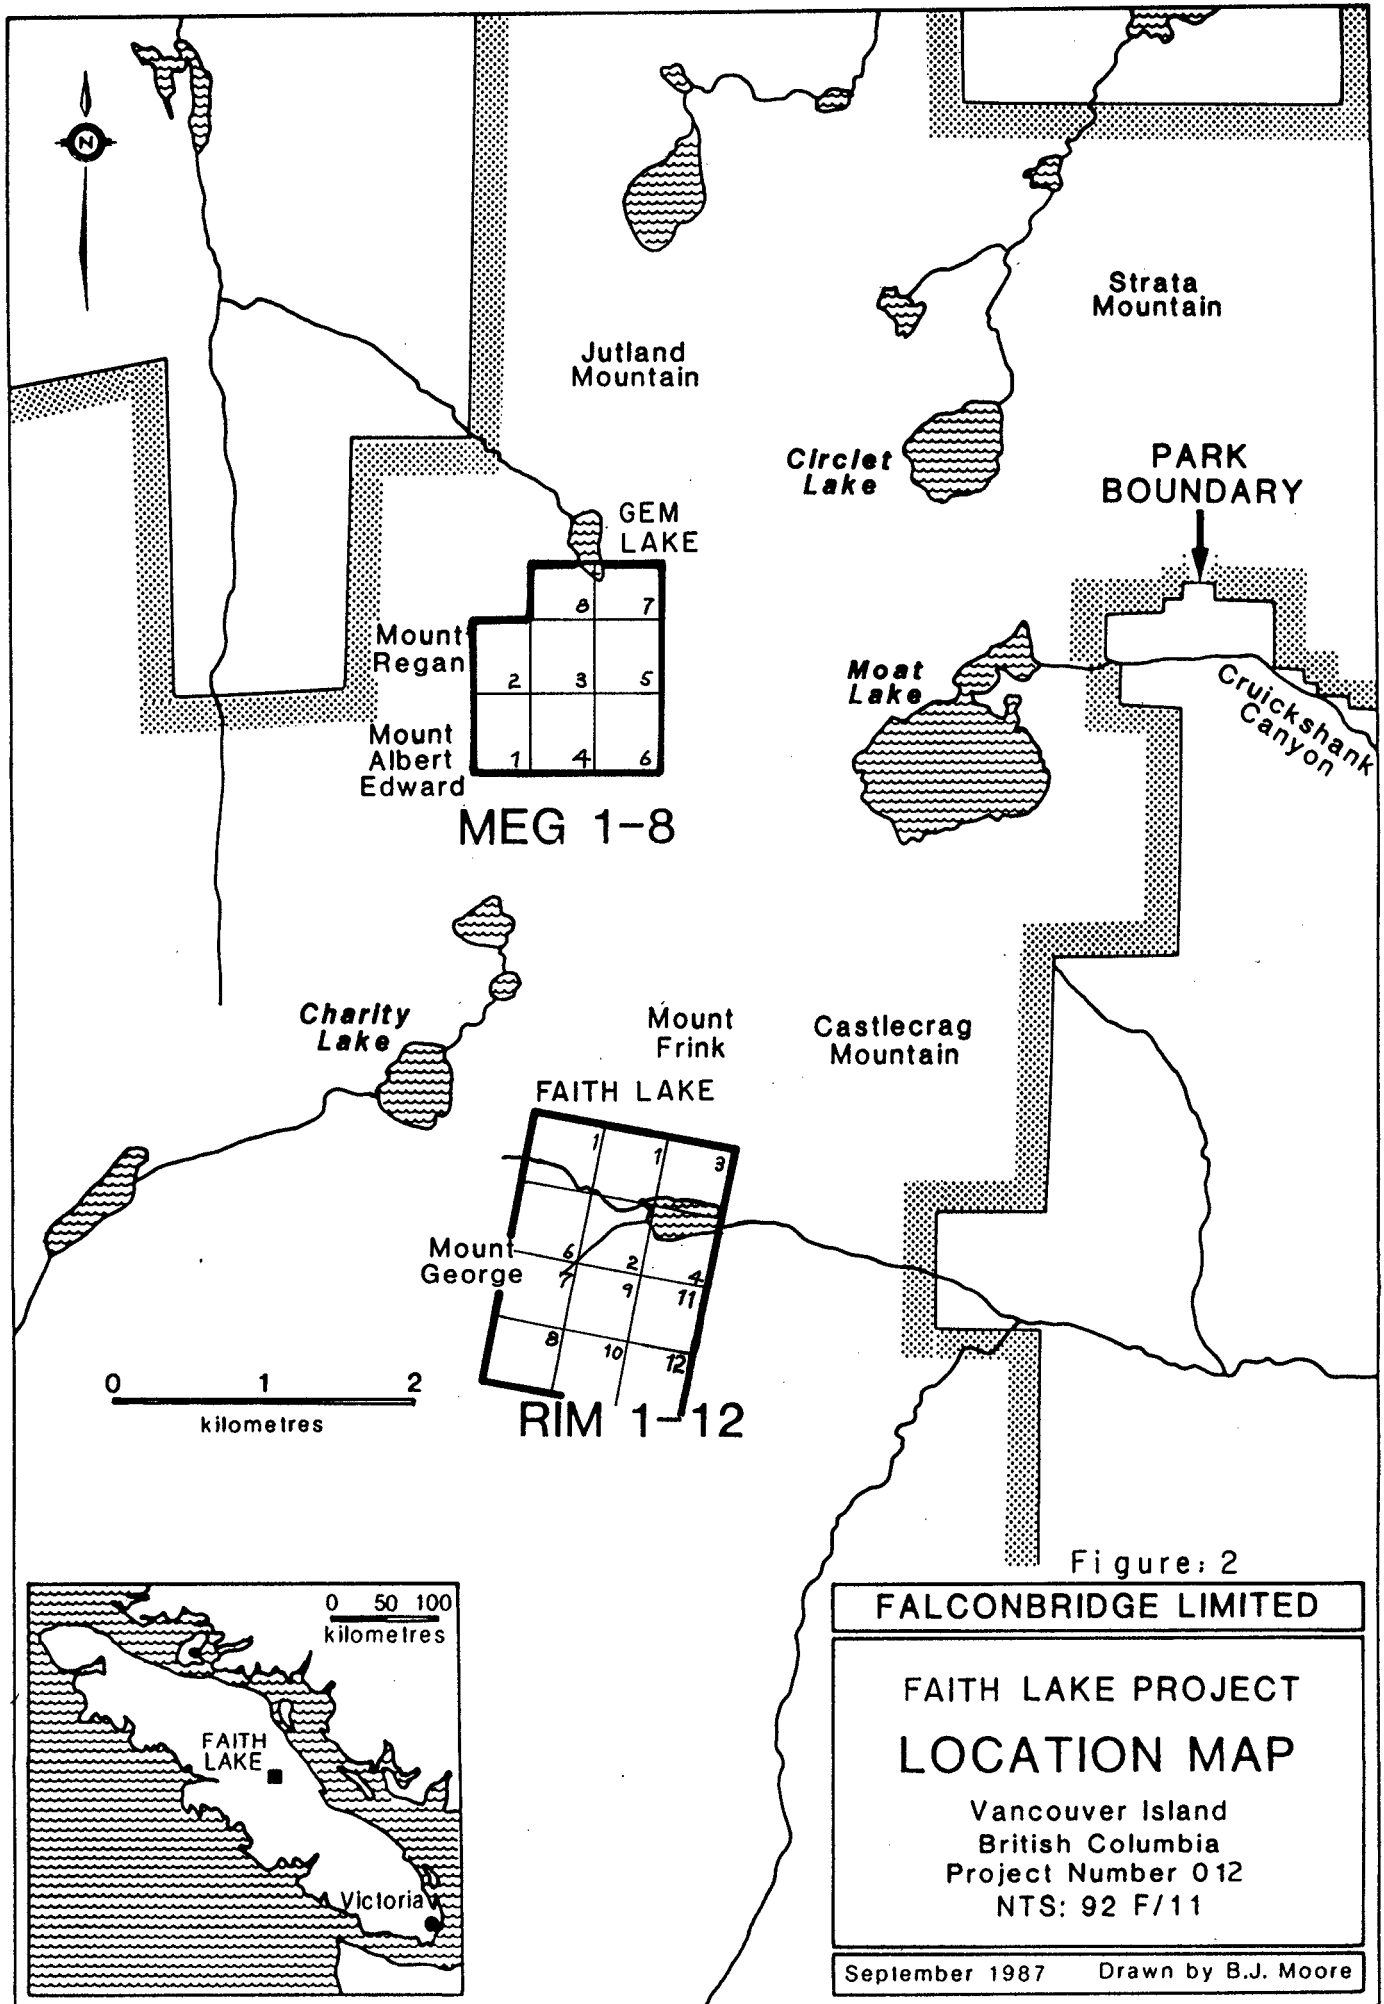 N
Strata
Mountain
Jutland
Mountain
Circlet
Lake
PARK
BOUNDARY
GEM
LAKE
8 7
Mount
Regan
2 3 5
Moat
Lake
Cruickshank
Canyon
Mount
Albert
Edward
1 4 6
MEG 1-8
Charity
Lake
Mount
Frink
Castlecrag
Mountain
FAITH LAKE
1 1 3
Mount
George
6 2 4
7 9 11
8 10 12
RIM 1-12
0 1 2
kilometres
Figure: 2
FALCONBRIDGE LIMITED
FAITH LAKE PROJECT
LOCATION MAP
Vancouver Island
British Columbia
Project Number 012
NTS: 92 F/11
September 1987 Drawn by B.J. Moore
0 50 100
kilometres
FAITH
LAKE
Victoria